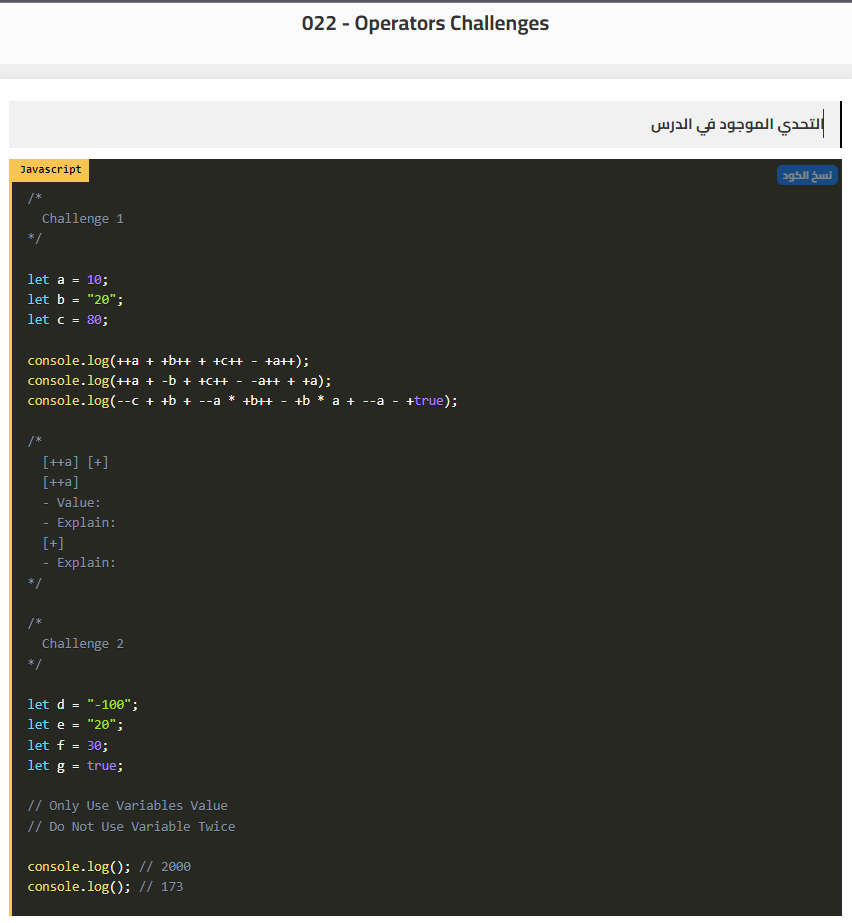 022 - Operators Challenges
التحدي الموجود في الدرس
Javascript
نسخ الكود
/*
  Challenge 1
*/

let a = 10;
let b = "20";
let c = 80;

console.log(++a + +b++ + +c++ - +a++);
console.log(++a + -b + +c++ - -a++ + +a);
console.log(--c + +b + --a * +b++ - +b * a + --a - +true);

/*
  [++a] [+]
  [++a]
  - Value:
  - Explain:
  [+]
  - Explain:
*/

/*
  Challenge 2
*/

let d = "-100";
let e = "20";
let f = 30;
let g = true;

// Only Use Variables Value
// Do Not Use Variable Twice

console.log(); // 2000
console.log(); // 173